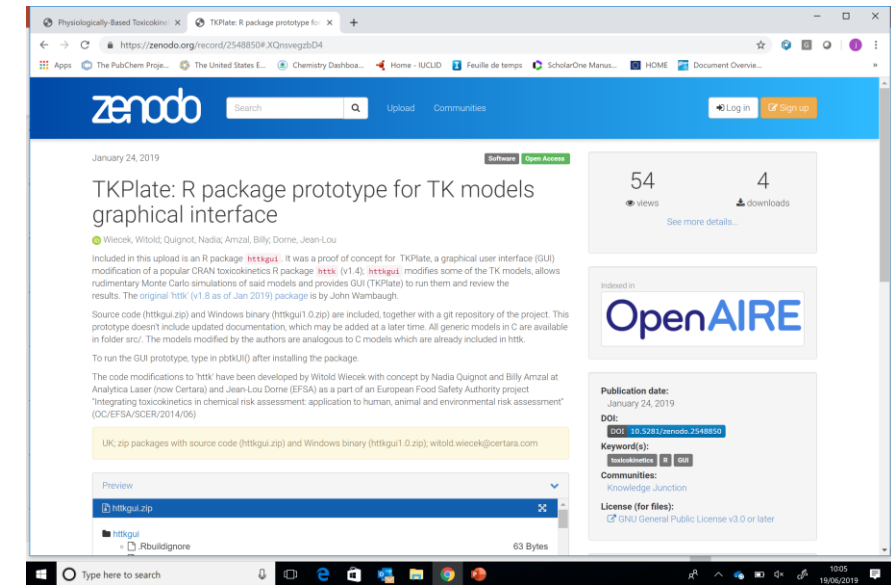 Physiologically-Based Toxicokinet
TKPlate: R package prototype for
https://zenodo.org/record/2548850#.XQnsvegzbD4
Apps
The PubChem Proje...
The United States E...
Chemistry Dashboa...
Home - IUCLID
Feuille de temps
ScholarOne Manus...
HOME
Document Overvie...
zenodo
Search
Upload
Communities
Log in
Sign up
January 24, 2019
Software
Open Access
TKPlate: R package prototype for TK models
graphical interface
Wiecek, Witold; Quignot, Nadia; Amzal, Billy; Dorne, Jean-Lou
Included in this upload is an R package httkgui. It was a proof of concept for TKPlate, a graphical user interface (GUI)
modification of a popular CRAN toxicokinetics R package httk (v1.4); httkgui modifies some of the TK models, allows
rudimentary Monte Carlo simulations of said models and provides GUI (TKPlate) to run them and review the
results. The original 'httk' (v1.8 as of Jan 2019) package is by John Wambaugh.
Source code (httkgui.zip) and Windows binary (httkgui1.0.zip) are included, together with a git repository of the project. This
prototype doesn't include updated documentation, which may be added at a later time. All generic models in C are available
in folder src/. The models modified by the authors are analogous to C models which are already included in httk.
To run the GUI prototype, type in pbtkUI() after installing the package.
The code modifications to 'httk' have been developed by Witold Wiecek with concept by Nadia Quignot and Billy Amzal at
Analytica Laser (now Certara) and Jean-Lou Dorne (EFSA) as a part of an European Food Safety Authority project
"Integrating toxicokinetics in chemical risk assessment: application to human, animal and environmental risk assessment"
(OC/EFSA/SCER/2014/06)
UK; zip packages with source code (httkgui.zip) and Windows binary (httkgui1.0.zip); witold.wiecek@certara.com
Preview
httkgui.zip
httkgui
.Rbuildignore
63 Bytes
54
4
views
downloads
See more details...
Indexed in
OpenAIRE
Publication date:
January 24, 2019
DOI:
DOI 10.5281/zenodo.2548850
Keyword(s):
toxicokinetics R GUI
Communities:
Knowledge Junction
License (for files):
GNU General Public License v3.0 or later
Type here to search
10:05
19/06/2019